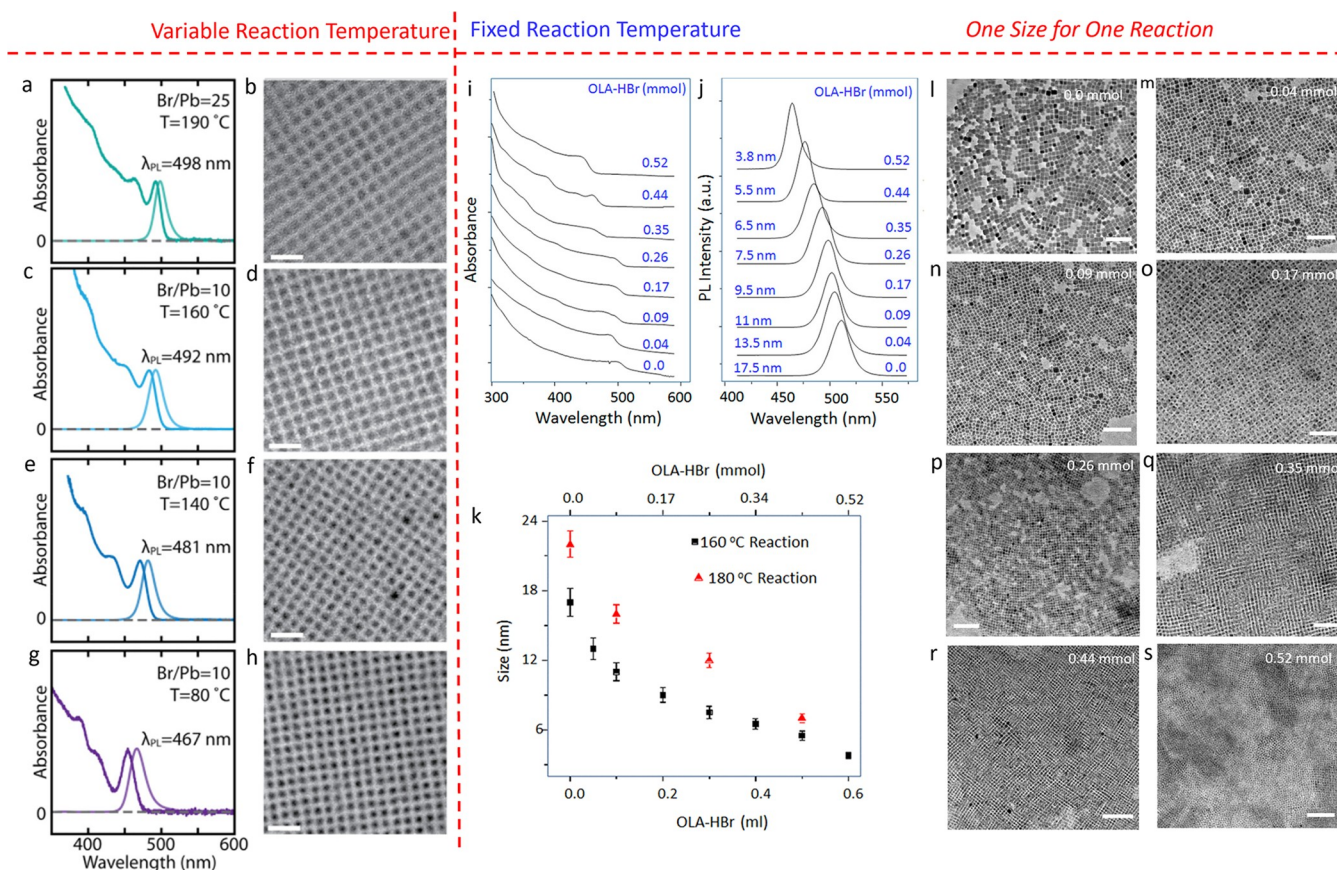 Variable Reaction Temperature
Fixed Reaction Temperature
One Size for One Reaction
a
Absorbance
0
Br/Pb=25
T=190 °C
λPL=498 nm
b
c
Absorbance
0
Br/Pb=10
T=160 °C
λPL=492 nm
d
e
Absorbance
0
Br/Pb=10
T=140 °C
λPL=481 nm
f
g
Absorbance
0
Br/Pb=10
T=80 °C
λPL=467 nm
400 500 600
Wavelength (nm)
h
i
OLA-HBr (mmol)
Absorbance
0.52
0.44
0.35
0.26
0.17
0.09
0.04
0.0
300 400 500 600
Wavelength (nm)
j
OLA-HBr (mmol)
PL Intensity (a.u.)
3.8 nm 0.52
5.5 nm 0.44
6.5 nm 0.35
7.5 nm 0.26
9.5 nm 0.17
11 nm 0.09
13.5 nm 0.04
17.5 nm 0.0
400 450 500 550
Wavelength (nm)
k
OLA-HBr (mmol)
0.0 0.17 0.34 0.52
Size (nm)
24
18
12
6
160 °C Reaction
180 °C Reaction
0.0 0.2 0.4 0.6
OLA-HBr (ml)
l
0.0 mmol
m
0.04 mmol
n
0.09 mmol
o
0.17 mmol
p
0.26 mmol
q
0.35 mmol
r
0.44 mmol
s
0.52 mmol